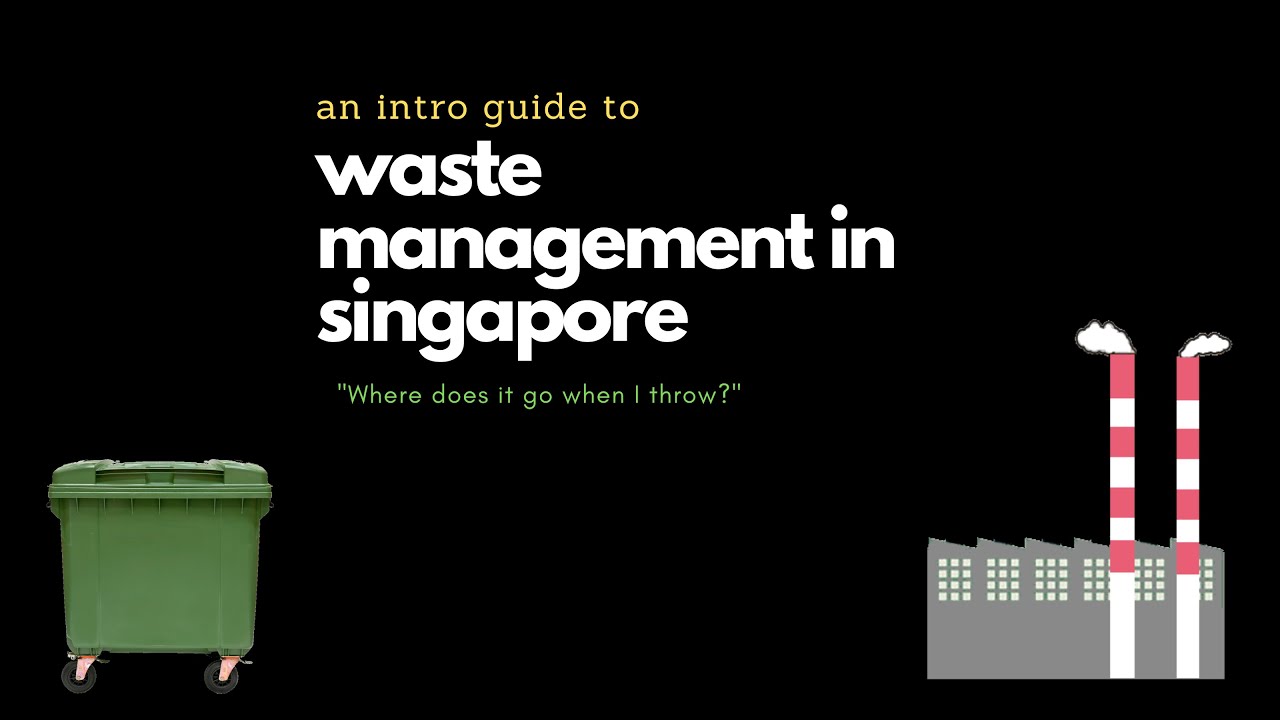 an intro guide to
waste
management in
singapore
"Where does it go when I throw?"